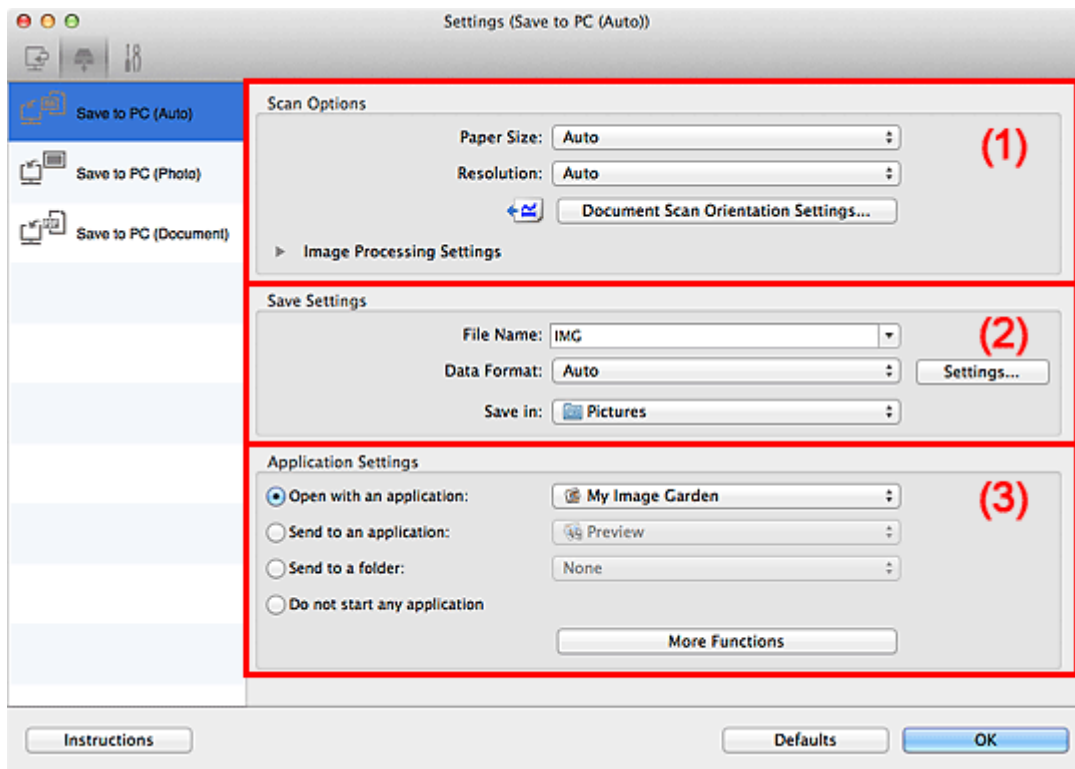 Settings (Save to PC (Auto))
Save to PC (Auto)
Save to PC (Photo)
Save to PC (Document)
Scan Options
(1)
Paper Size: Auto
Resolution: Auto
Document Scan Orientation Settings...
Image Processing Settings
Save Settings
(2)
File Name: IMG
Data Format: Auto Settings...
Save in: Pictures
Application Settings
(3)
Open with an application: My Image Garden
Send to an application: Preview
Send to a folder: None
Do not start any application
More Functions
Instructions Defaults OK